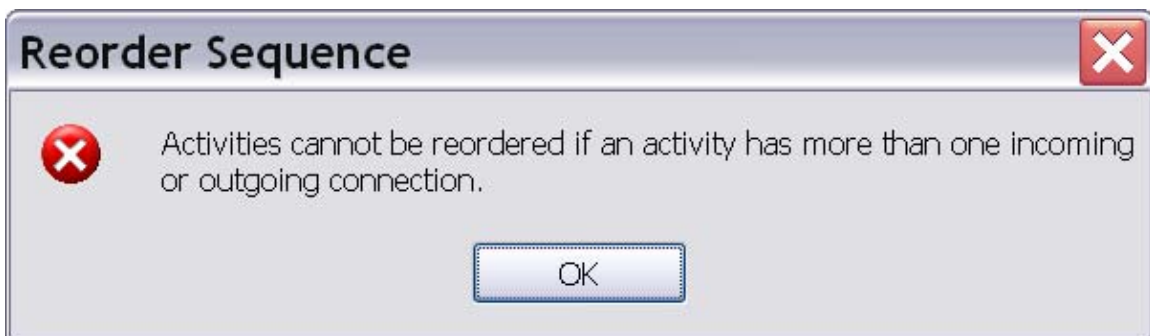 Reorder Sequence
Activities cannot be reordered if an activity has more than one incoming
or outgoing connection.
OK